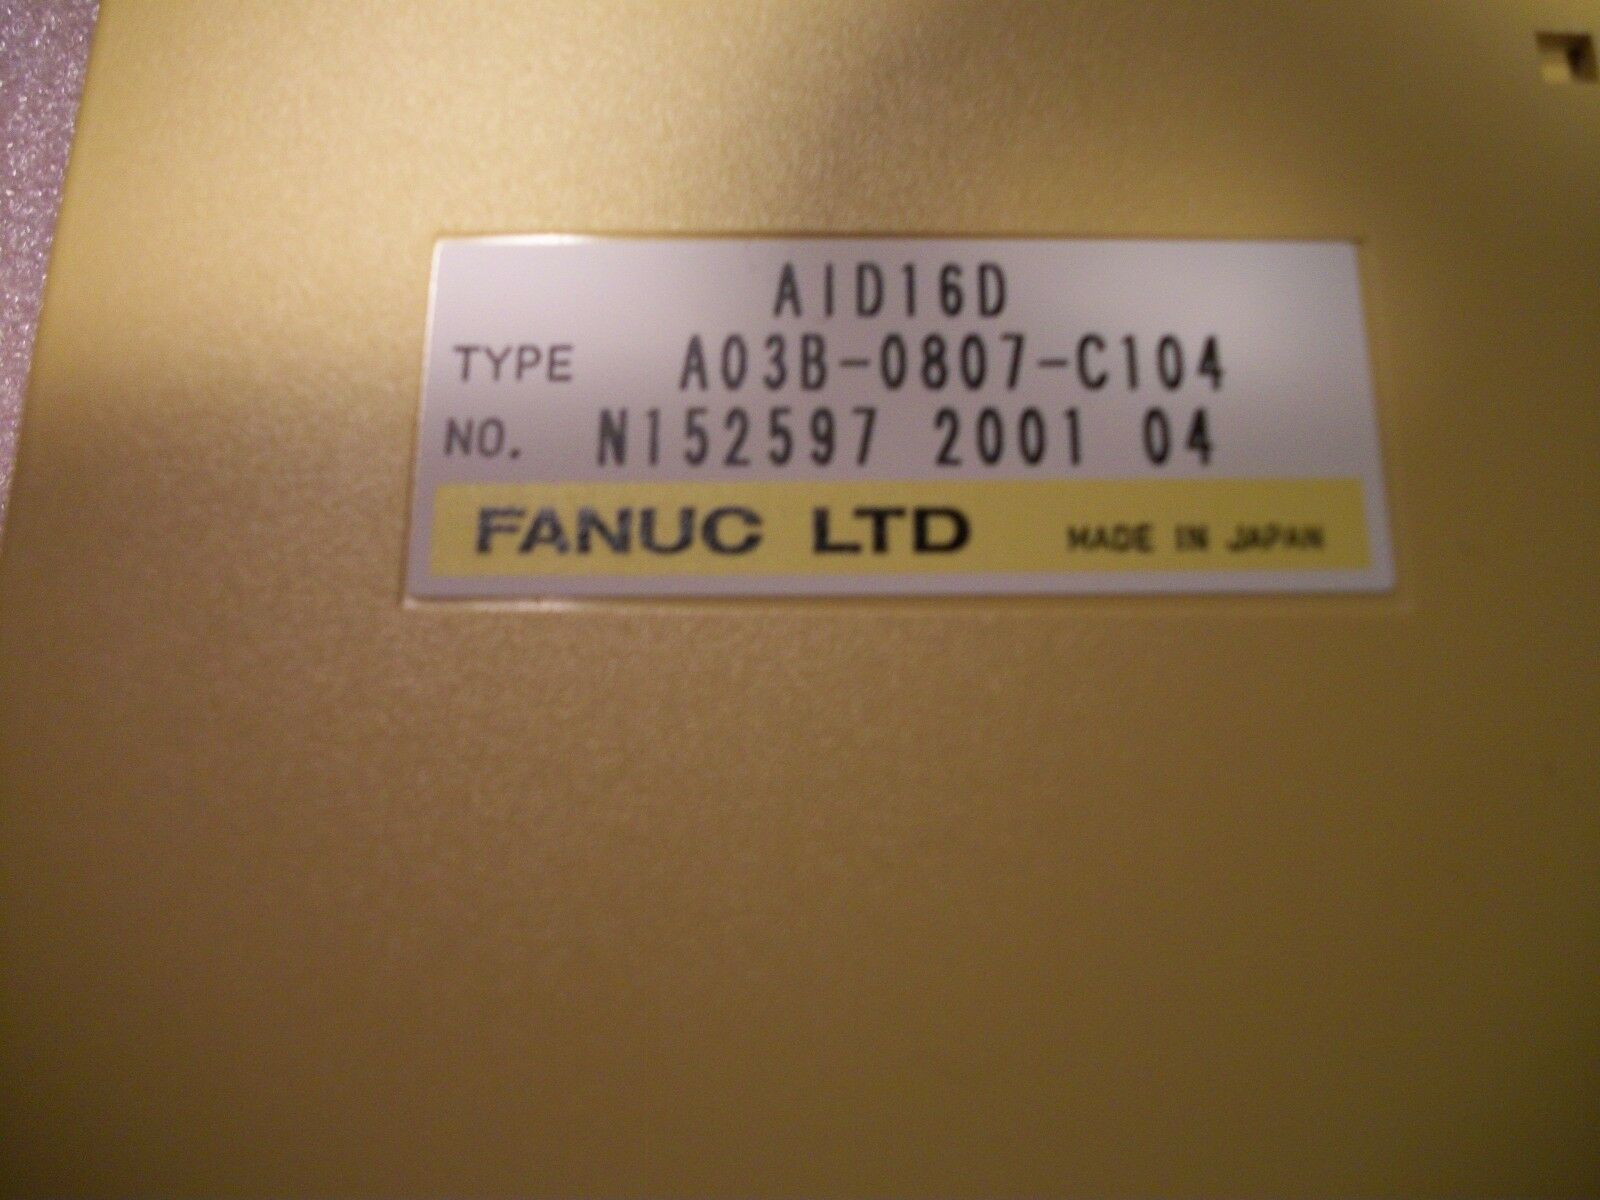 AID16D
TYPE A03B-0807-C104
NO. N152597 2001 04
FANUC LTD MADE IN JAPAN